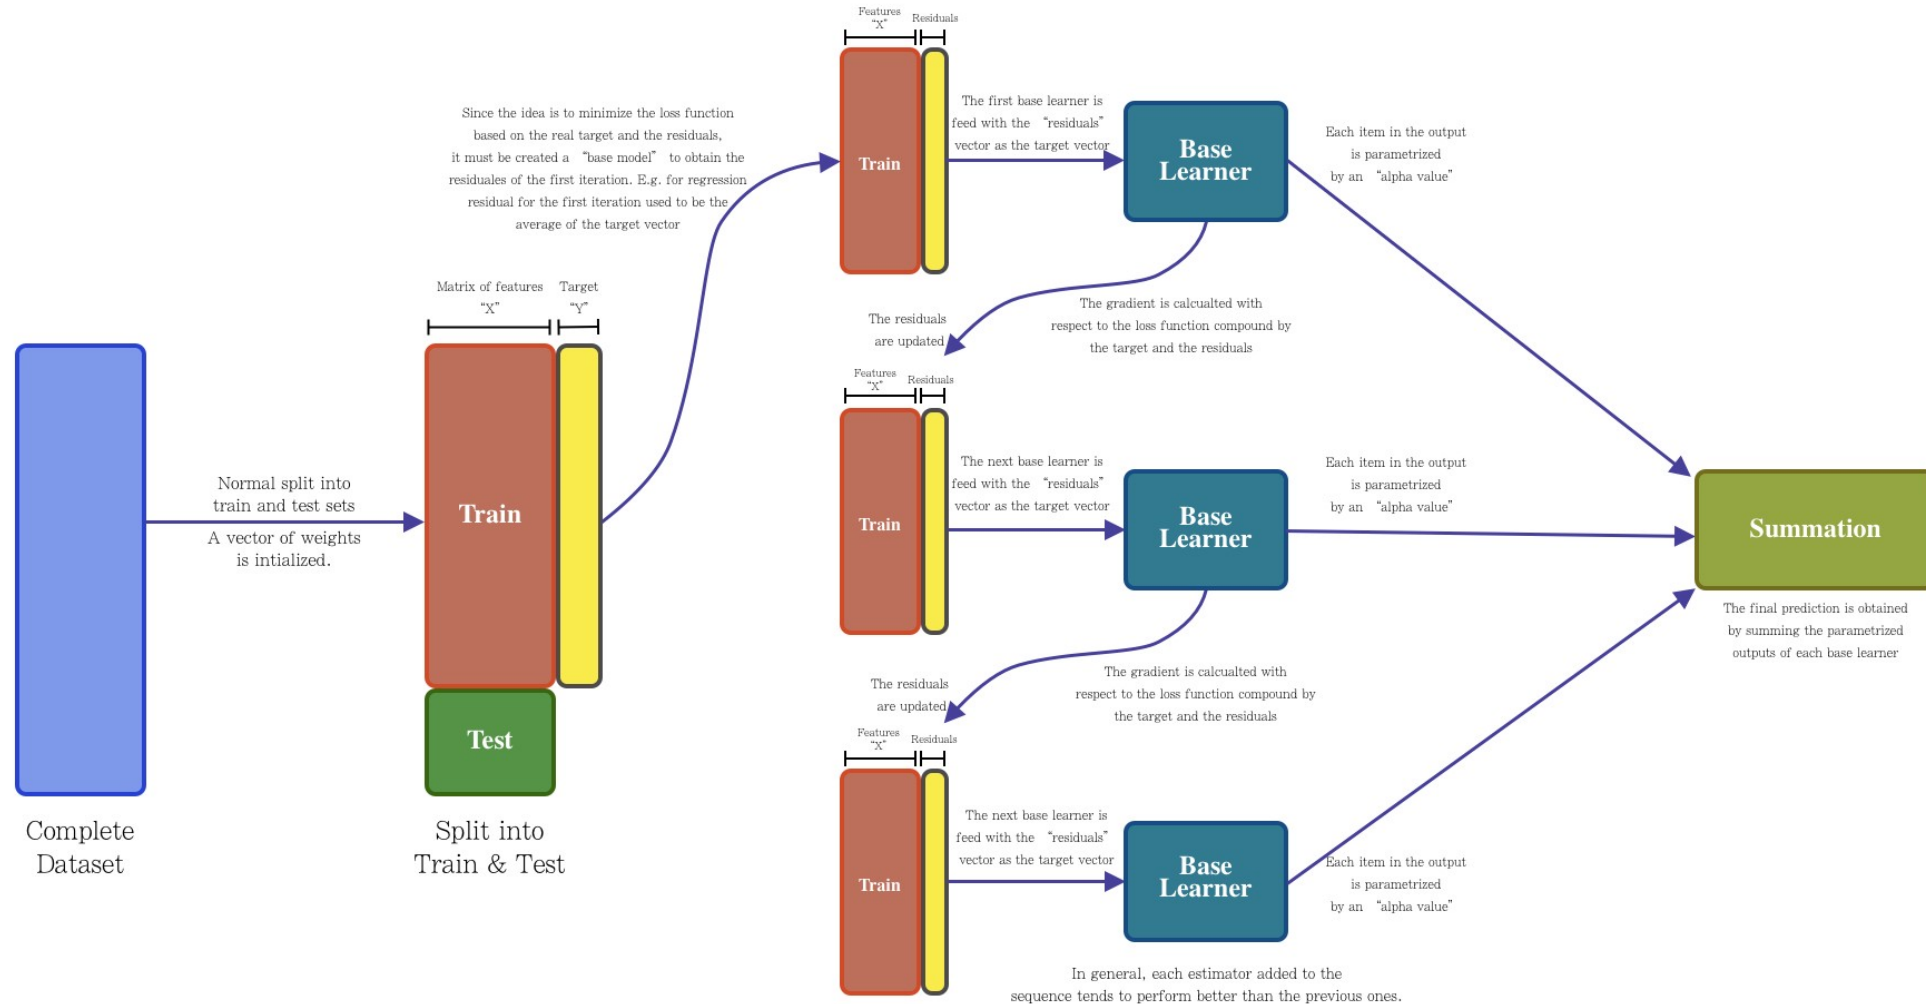 Complete
Dataset
Normal split into
train and test sets
A vector of weights
is intialized.
Matrix of features
“X”
Target
“Y”
Train
Test
Split into
Train & Test
Since the idea is to minimize the loss function
based on the real target and the residuals,
it must be created a “base model” to obtain the
residuales of the first iteration. E.g. for regression
residual for the first iteration used to be the
average of the target vector
Features
“X”
Residuals
Train
The first base learner is
feed with the “residuals”
vector as the target vector
Base
Learner
Each item in the output
is parametrized
by an “alpha value”
The residuals
are updated
The gradient is calcualted with
respect to the loss function compound by
the target and the residuals
Features
“X”
Residuals
Train
The next base learner is
feed with the “residuals”
vector as the target vector
Base
Learner
Each item in the output
is parametrized
by an “alpha value”
The residuals
are updated
The gradient is calcualted with
respect to the loss function compound by
the target and the residuals
Features
“X”
Residuals
Train
The next base learner is
feed with the “residuals”
vector as the target vector
Base
Learner
Each item in the output
is parametrized
by an “alpha value”
In general, each estimator added to the
sequence tends to perform better than the previous ones.
Summation
The final prediction is obtained
by summing the parametrized
outputs of each base learner